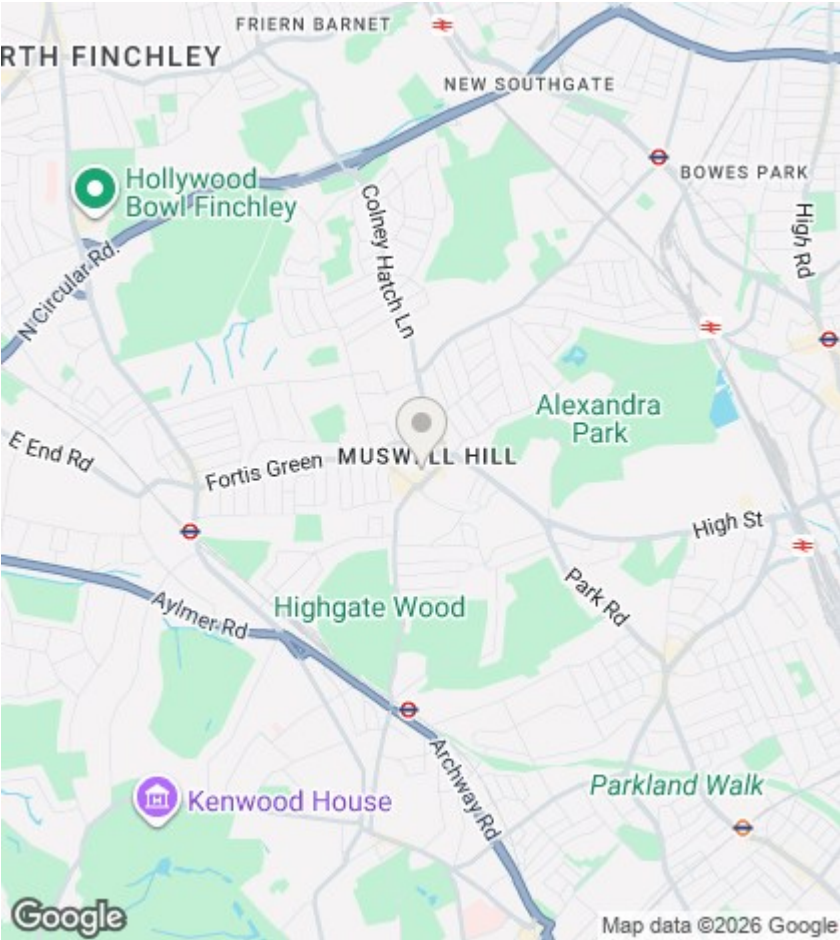 FRIERN BARNET
RTH FINCHLEY
NEW SOUTHGATE
BOWES PARK
Hollywood
Bowl Finchley
High Rd
Colney Hatch Ln
N Circular Rd.
Alexandra
Park
E End Rd
Fortis Green
MUSWELL HILL
High St
Park Rd
Highgate Wood
Aylmer Rd
Archway Rd
Parkland Walk
Kenwood House
Google
Map data ©2026 Google